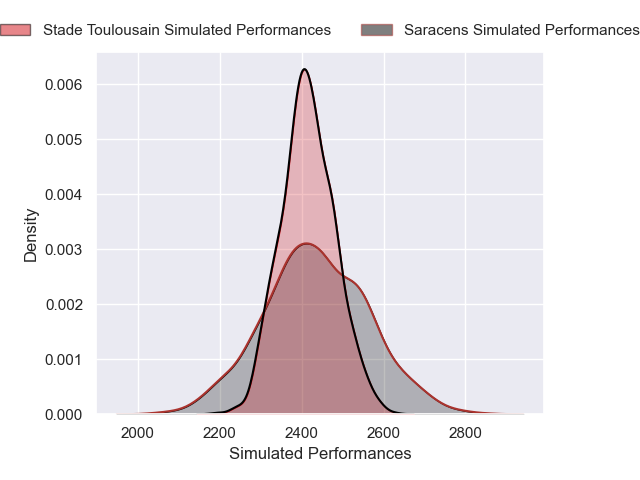 Stade Toulousain Simulated Performances
Saracens Simulated Performances
0.006
0.005
0.004
0.003
0.002
0.001
0.000
Density
2000 2200 2400 2600 2800
Simulated Performances